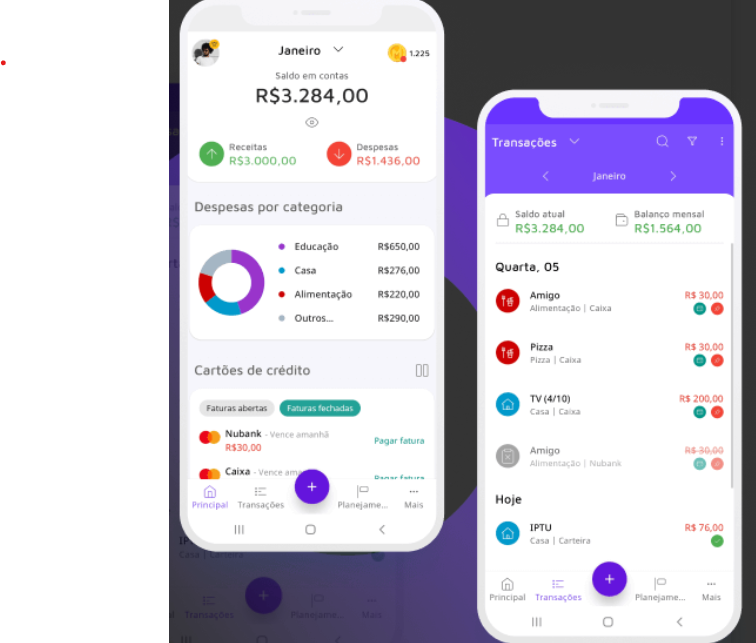 Janeiro
1.225
Saldo em contas
R$3.284,00
Receitas
R$3.000,00
Despesas
R$1.436,00
Despesas por categoria
Educação R$650,00
Casa R$276,00
Alimentação R$220,00
Outros... R$290,00
Cartões de crédito
Faturas abertas Faturas fechadas
Nubank - Vence amanhã
R$30,00
Pagar fatura
Caixa - Vence
Pagar fatura
Principal Transações Planejame... Mais
Transações
Janeiro
Saldo atual
R$3.284,00
Balanço mensal
R$1.564,00
Quarta, 05
Amigo R$ 30,00
Alimentação | Caixa
Pizza R$ 30,00
Pizza | Caixa
TV (4/10) R$ 200,00
Casa | Caixa
Amigo R$ 30,00
Alimentação | Nubank
Hoje
IPTU R$ 76,00
Casa | Carteira
Principal Transações Planejame... Mais
Casa | Carteira
Transações Planejame... Mais